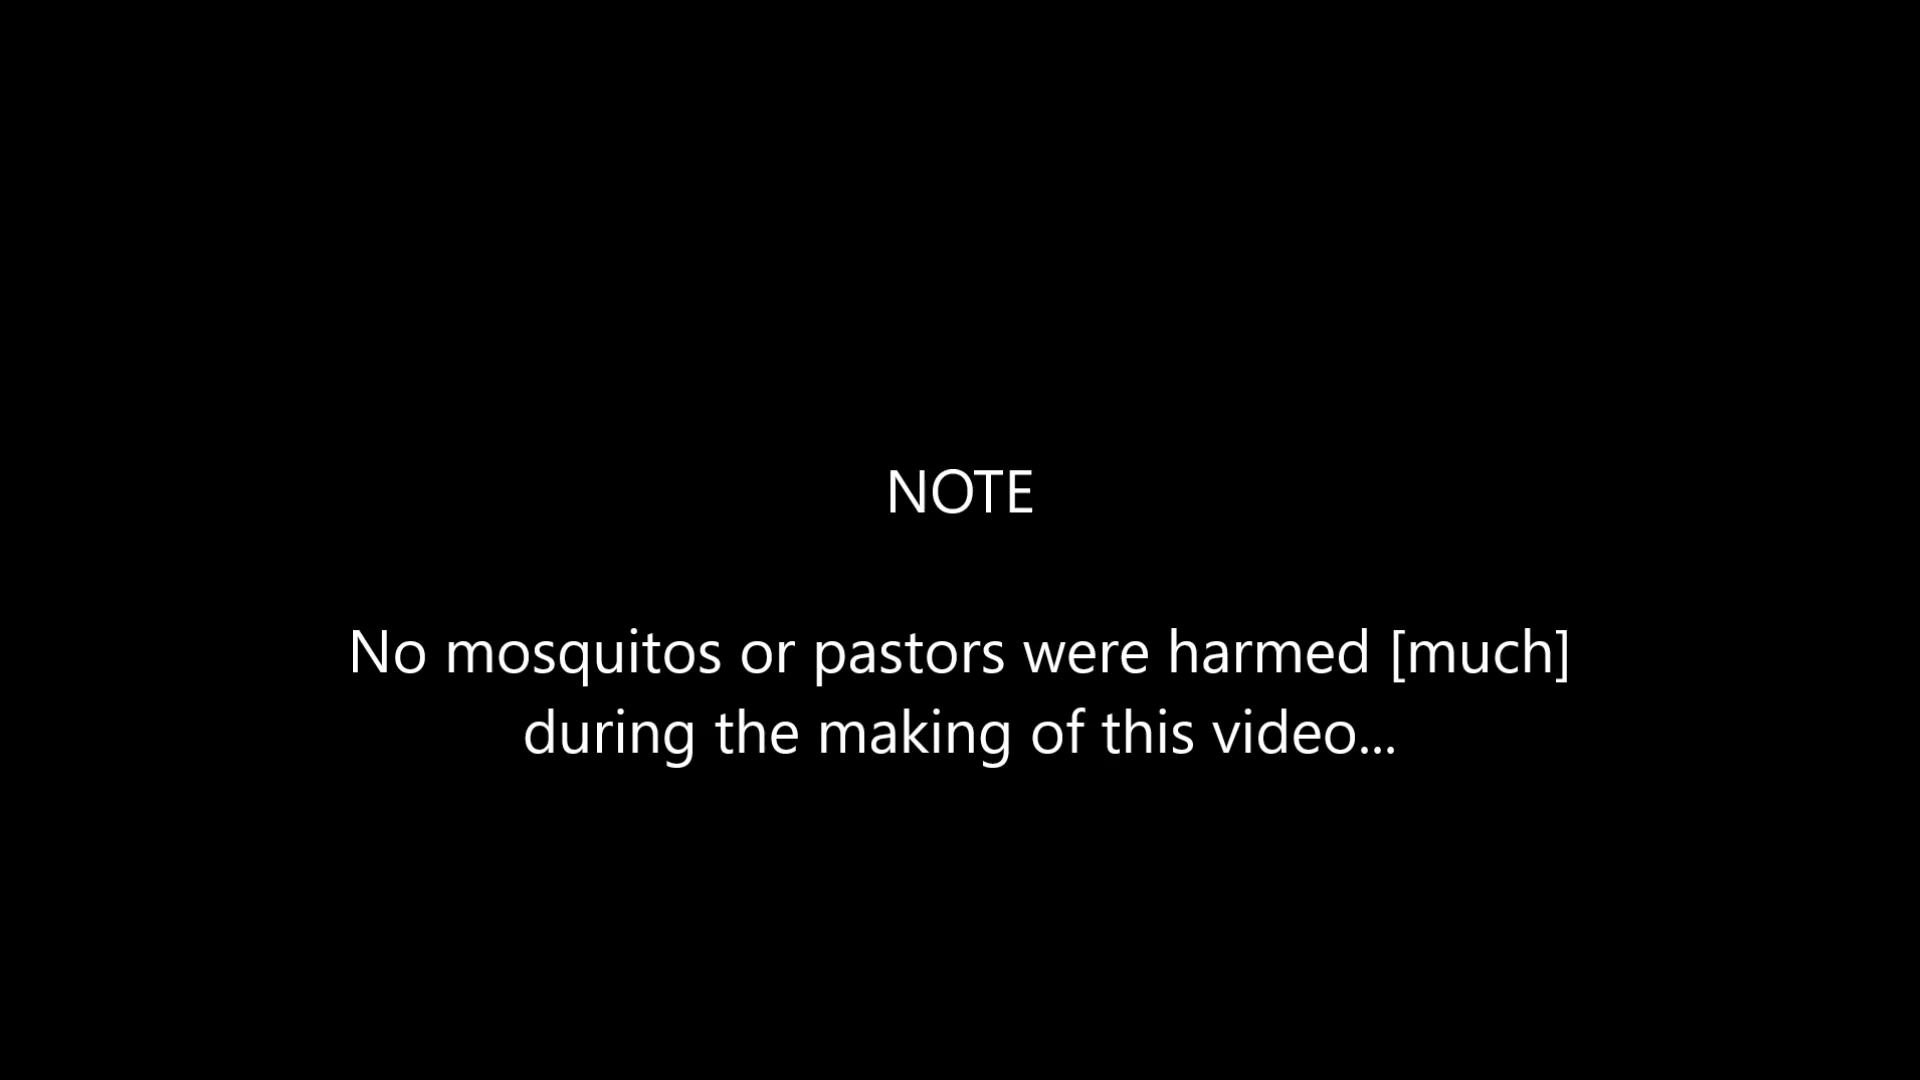 NOTE
No mosquitos or pastors were harmed [much]
during the making of this video...